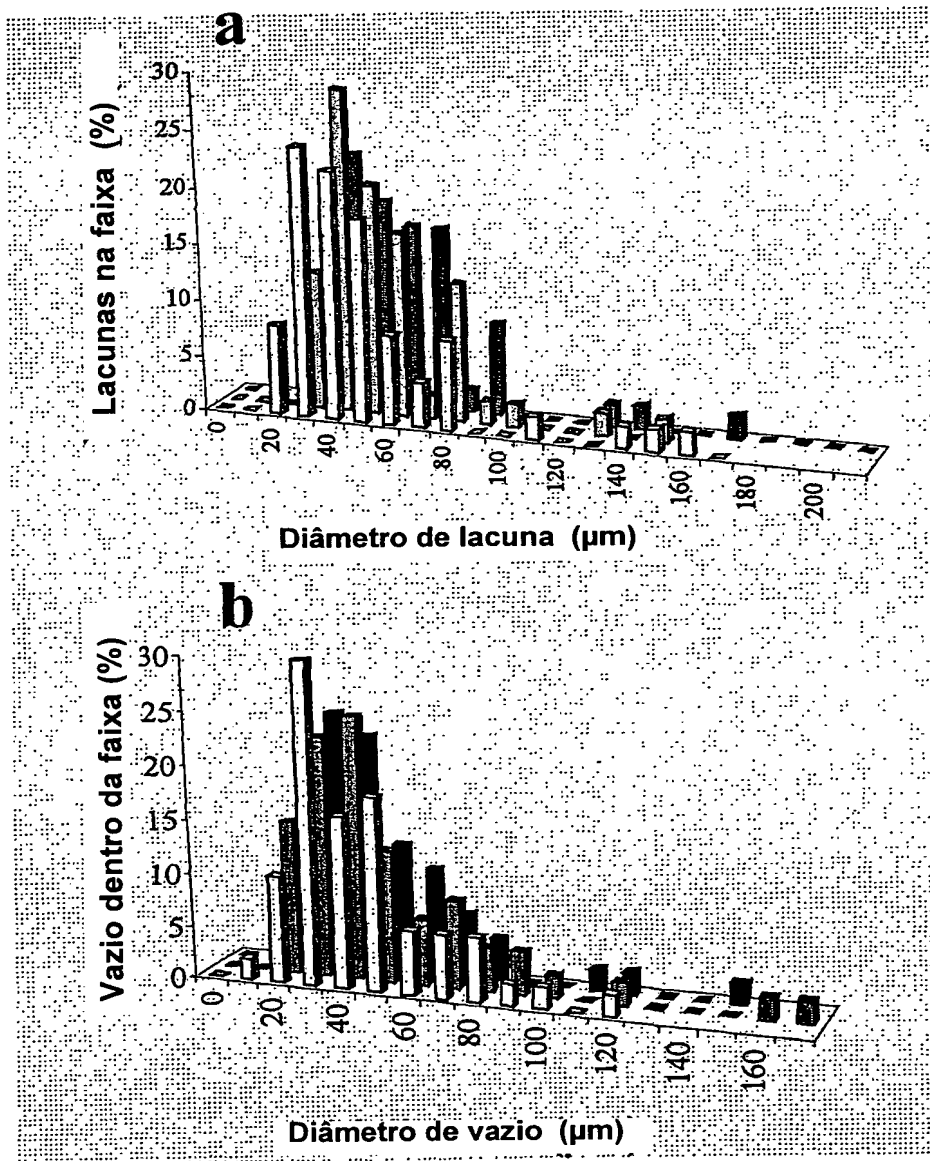 a
Lacunas na faixa (%)
30
25
20
15
10
5
0
0 20 40 60 80 100 120 140 160 180 200
Diâmetro de lacuna (µm)
b
Vazio dentro da faixa (%)
30
25
20
15
10
5
0
0 20 40 60 80 100 120 140 160
Diâmetro de vazio (µm)